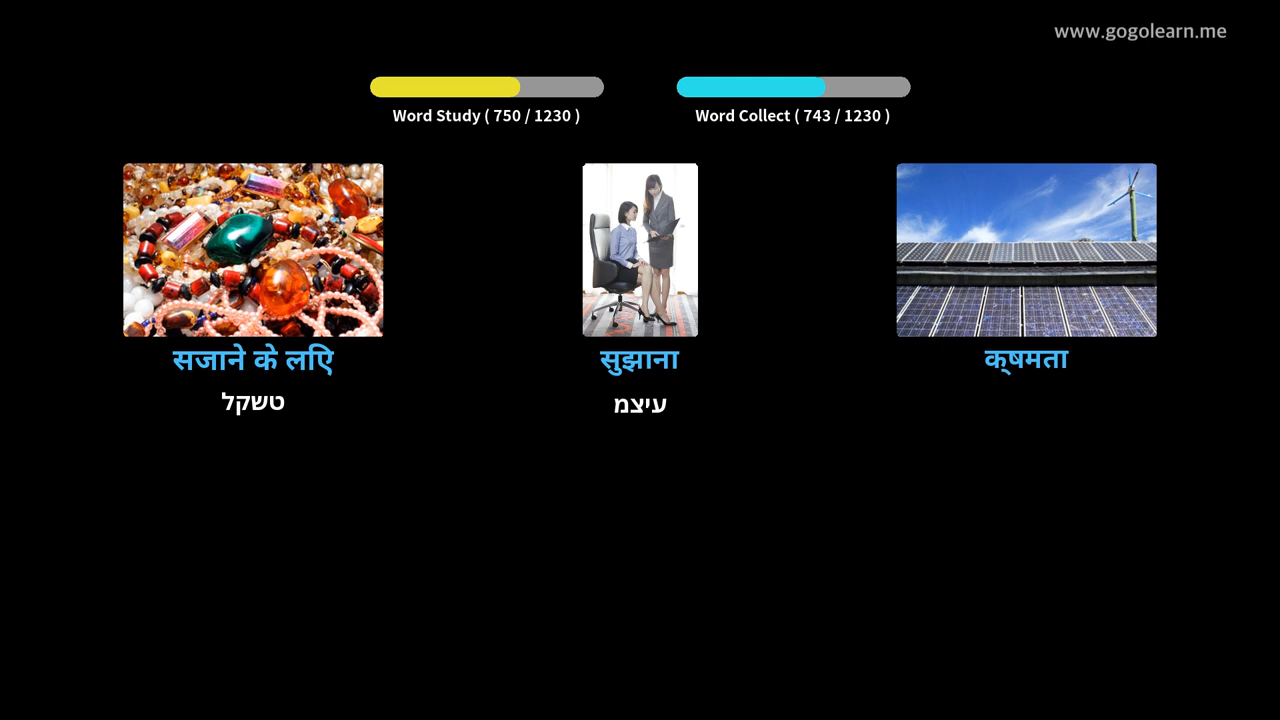 www.gogolearn.me
Word Study ( 750 / 1230 )
Word Collect ( 743 / 1230 )
सजाने के लिए
सुझाना
क्षमता
טשקל
עיצמ